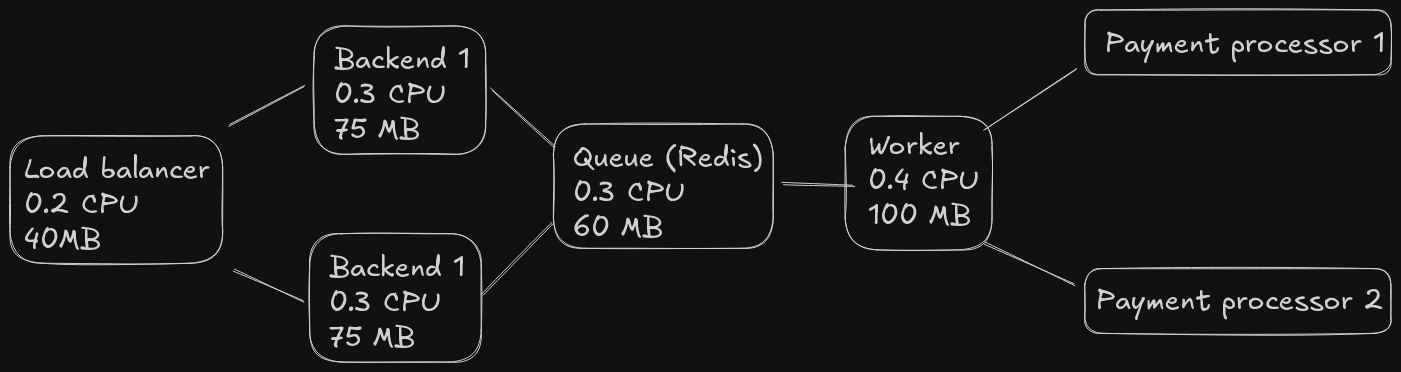 Load balancer
0.2 CPU
40MB
Backend 1
0.3 CPU
75 MB
Backend 1
0.3 CPU
75 MB
Queue (Redis)
0.3 CPU
60 MB
Worker
0.4 CPU
100 MB
Payment processor 1
Payment processor 2